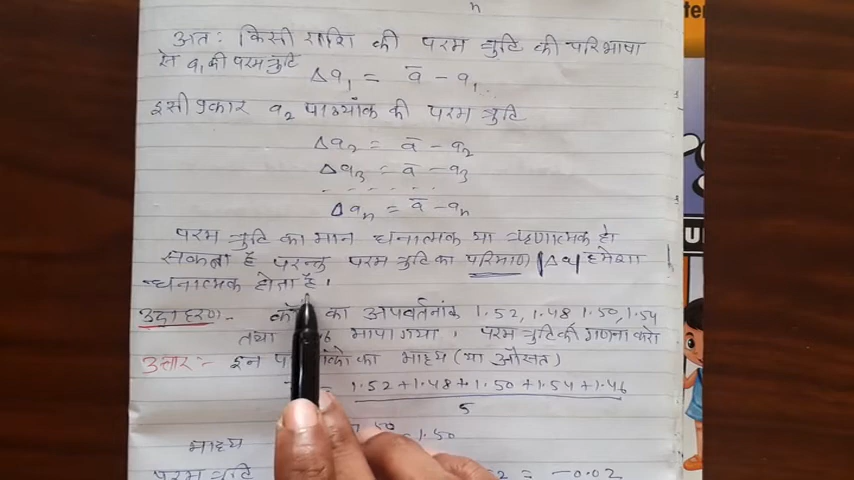 n
अतः किसी राशि की परम त्रुटि की परिभाषा
से a₁ की परम त्रुटि
Δa₁ = a̅ - a₁
इसी प्रकार a₂ पाठ्यांक की परम त्रुटि
Δa₂ = a̅ - a₂
Δa₃ = a̅ - a₃
- - - - - - -
Δaₙ = a̅ - aₙ
परम त्रुटि का मान धनात्मक या ऋणात्मक हो
सकता है परन्तु परम त्रुटि का परिमाण |Δa| हमेशा
धनात्मक होता है।
उदाहरण - का अपवर्तनांक 1.52, 1.48 1.50, 1.54
तथा मापा गया। परम त्रुटि की गणना करो
उत्तर :- इन का माध्य (या औसत)
= 1.52 + 1.48 + 1.50 + 1.54 + 1.46
5
माध्य 1.50
परम त्रुटि = -0.02